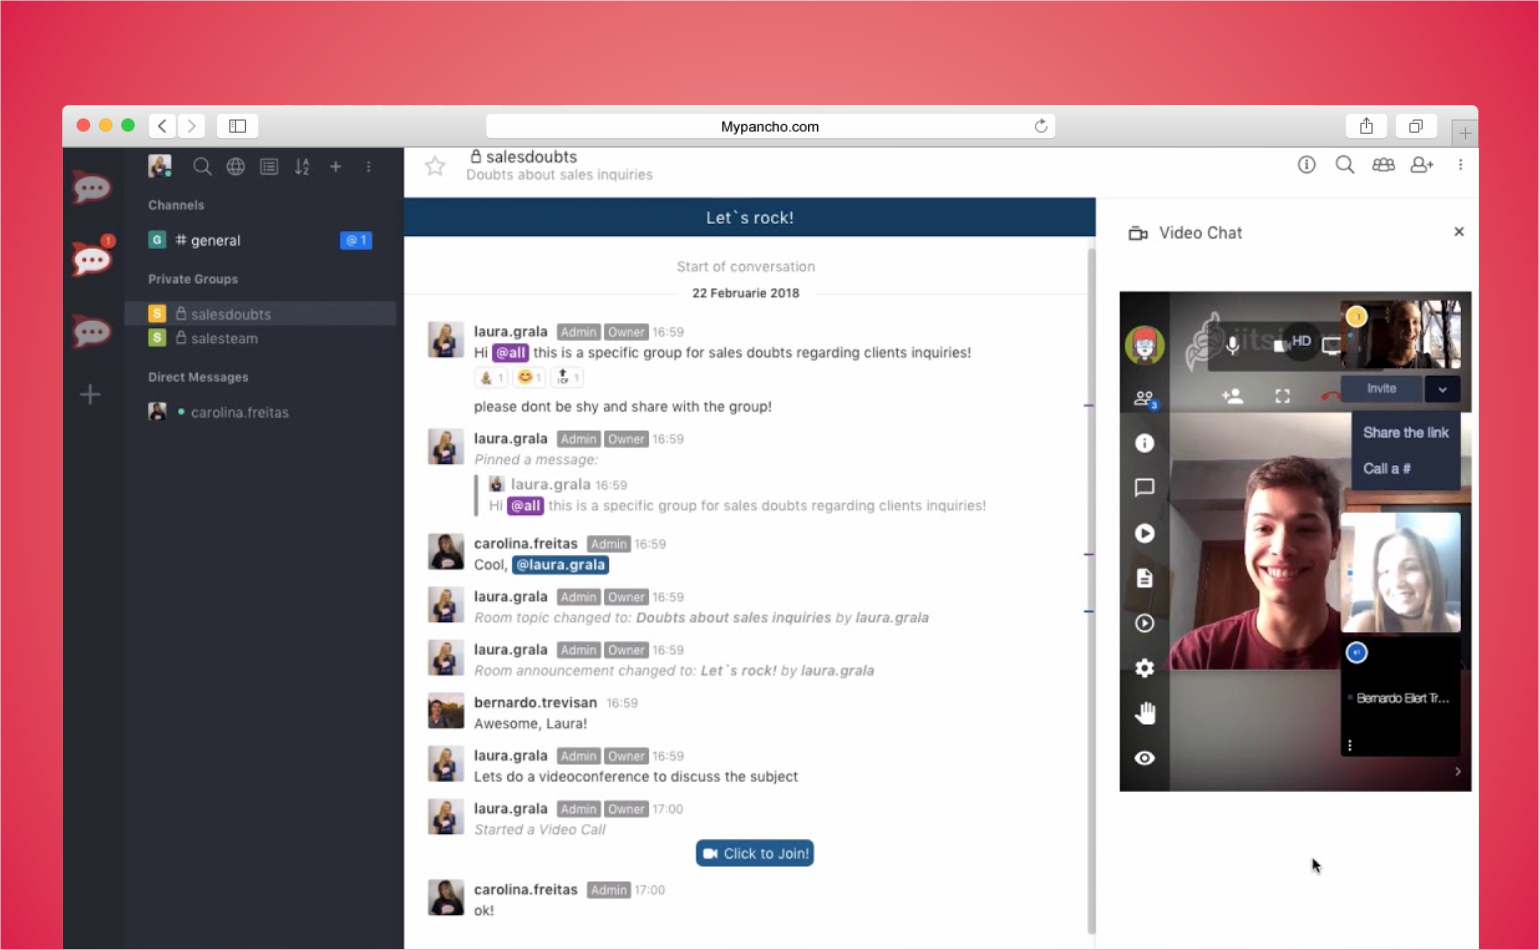 Mypancho.com
1
Channels
G # general @ 1
Private Groups
S salesdoubts
S salesteam
Direct Messages
carolina.freitas
salesdoubts
Doubts about sales inquiries
Let`s rock!
Start of conversation
22 Februarie 2018
laura.grala Admin Owner 16:59
Hi @all this is a specific group for sales doubts regarding clients inquiries!
1 1 1
please dont be shy and share with the group!
laura.grala Admin Owner 16:59
Pinned a message:
laura.grala 16:59
Hi @all this is a specific group for sales doubts regarding clients inquiries!
carolina.freitas Admin 16:59
Cool, @laura.grala
laura.grala Admin Owner 16:59
Room topic changed to: Doubts about sales inquiries by laura.grala
laura.grala Admin Owner 16:59
Room announcement changed to: Let`s rock! by laura.grala
bernardo.trevisan 16:59
Awesome, Laura!
laura.grala Admin Owner 16:59
Lets do a videoconference to discuss the subject
laura.grala Admin Owner 17:00
Started a Video Call
Click to Join!
carolina.freitas Admin 17:00
ok!
Video Chat
HD
3
Invite
Share the link
Call a #
Bernardo Eilert Tr...